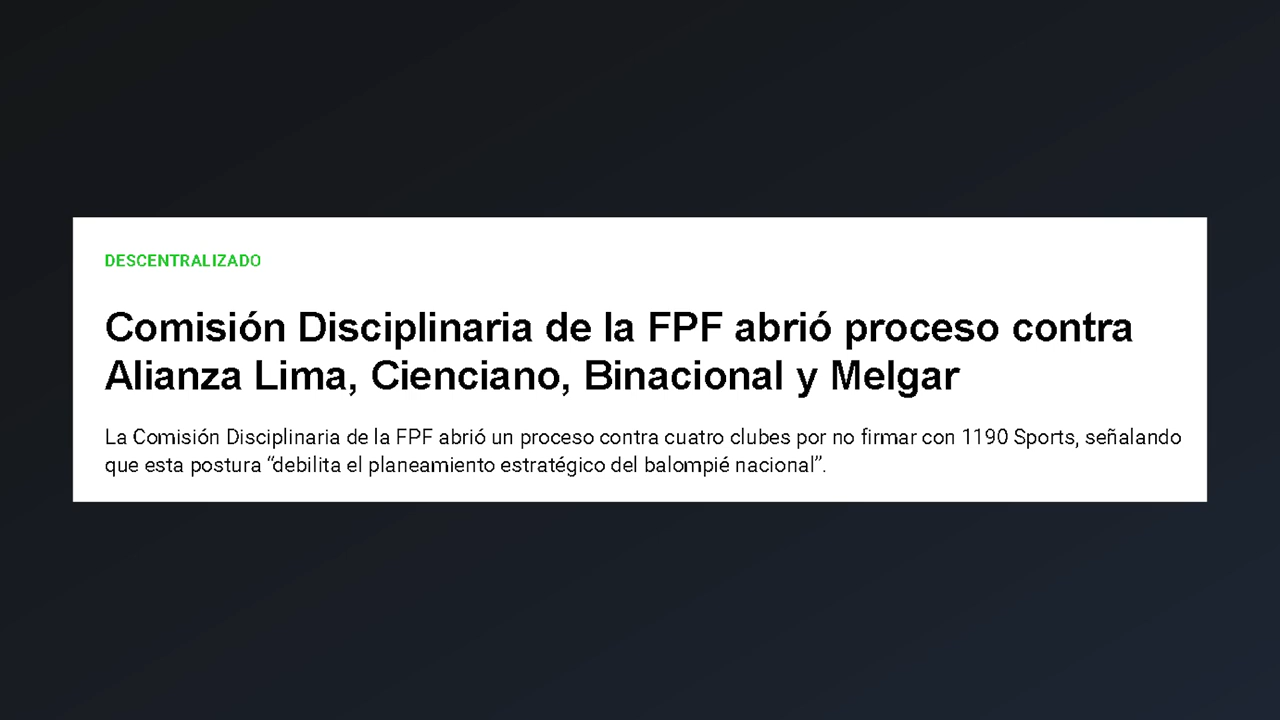 DESCENTRALIZADO
Comisión Disciplinaria de la FPF abrió proceso contra
Alianza Lima, Cienciano, Binacional y Melgar
La Comisión Disciplinaria de la FPF abrió un proceso contra cuatro clubes por no firmar con 1190 Sports, señalando
que esta postura “debilita el planeamiento estratégico del balompié nacional”.